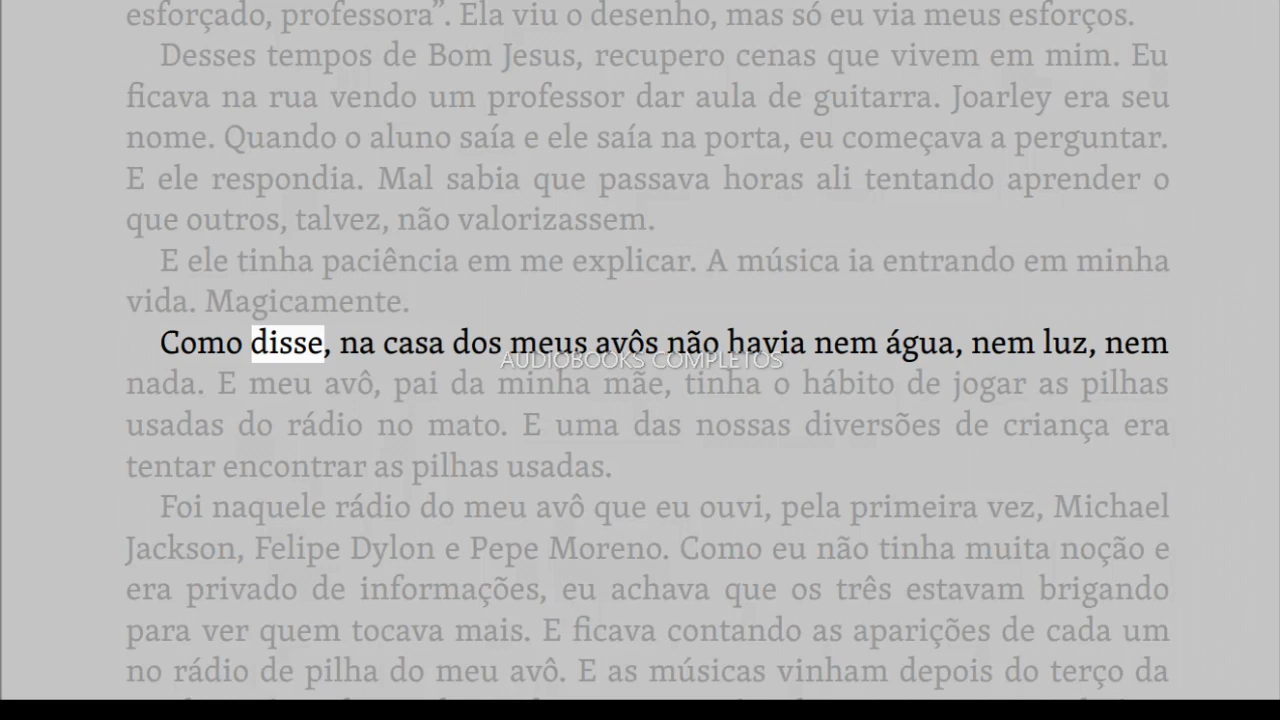 esforçado, professora”. Ela viu o desenho, mas só eu via meus esforços.
Desses tempos de Bom Jesus, recupero cenas que vivem em mim. Eu
ficava na rua vendo um professor dar aula de guitarra. Joarley era seu
nome. Quando o aluno saía e ele saía na porta, eu começava a perguntar.
E ele respondia. Mal sabia que passava horas ali tentando aprender o
que outros, talvez, não valorizassem.
E ele tinha paciência em me explicar. A música ia entrando em minha
vida. Magicamente.
Como disse, na casa dos meus avôs não havia nem água, nem luz, nem
AUDIOBOOKS COMPLETOS
nada. E meu avô, pai da minha mãe, tinha o hábito de jogar as pilhas
usadas do rádio no mato. E uma das nossas diversões de criança era
tentar encontrar as pilhas usadas.
Foi naquele rádio do meu avô que eu ouvi, pela primeira vez, Michael
Jackson, Felipe Dylon e Pepe Moreno. Como eu não tinha muita noção e
era privado de informações, eu achava que os três estavam brigando
para ver quem tocava mais. E ficava contando as aparições de cada um
no rádio de pilha do meu avô. E as músicas vinham depois do terço da